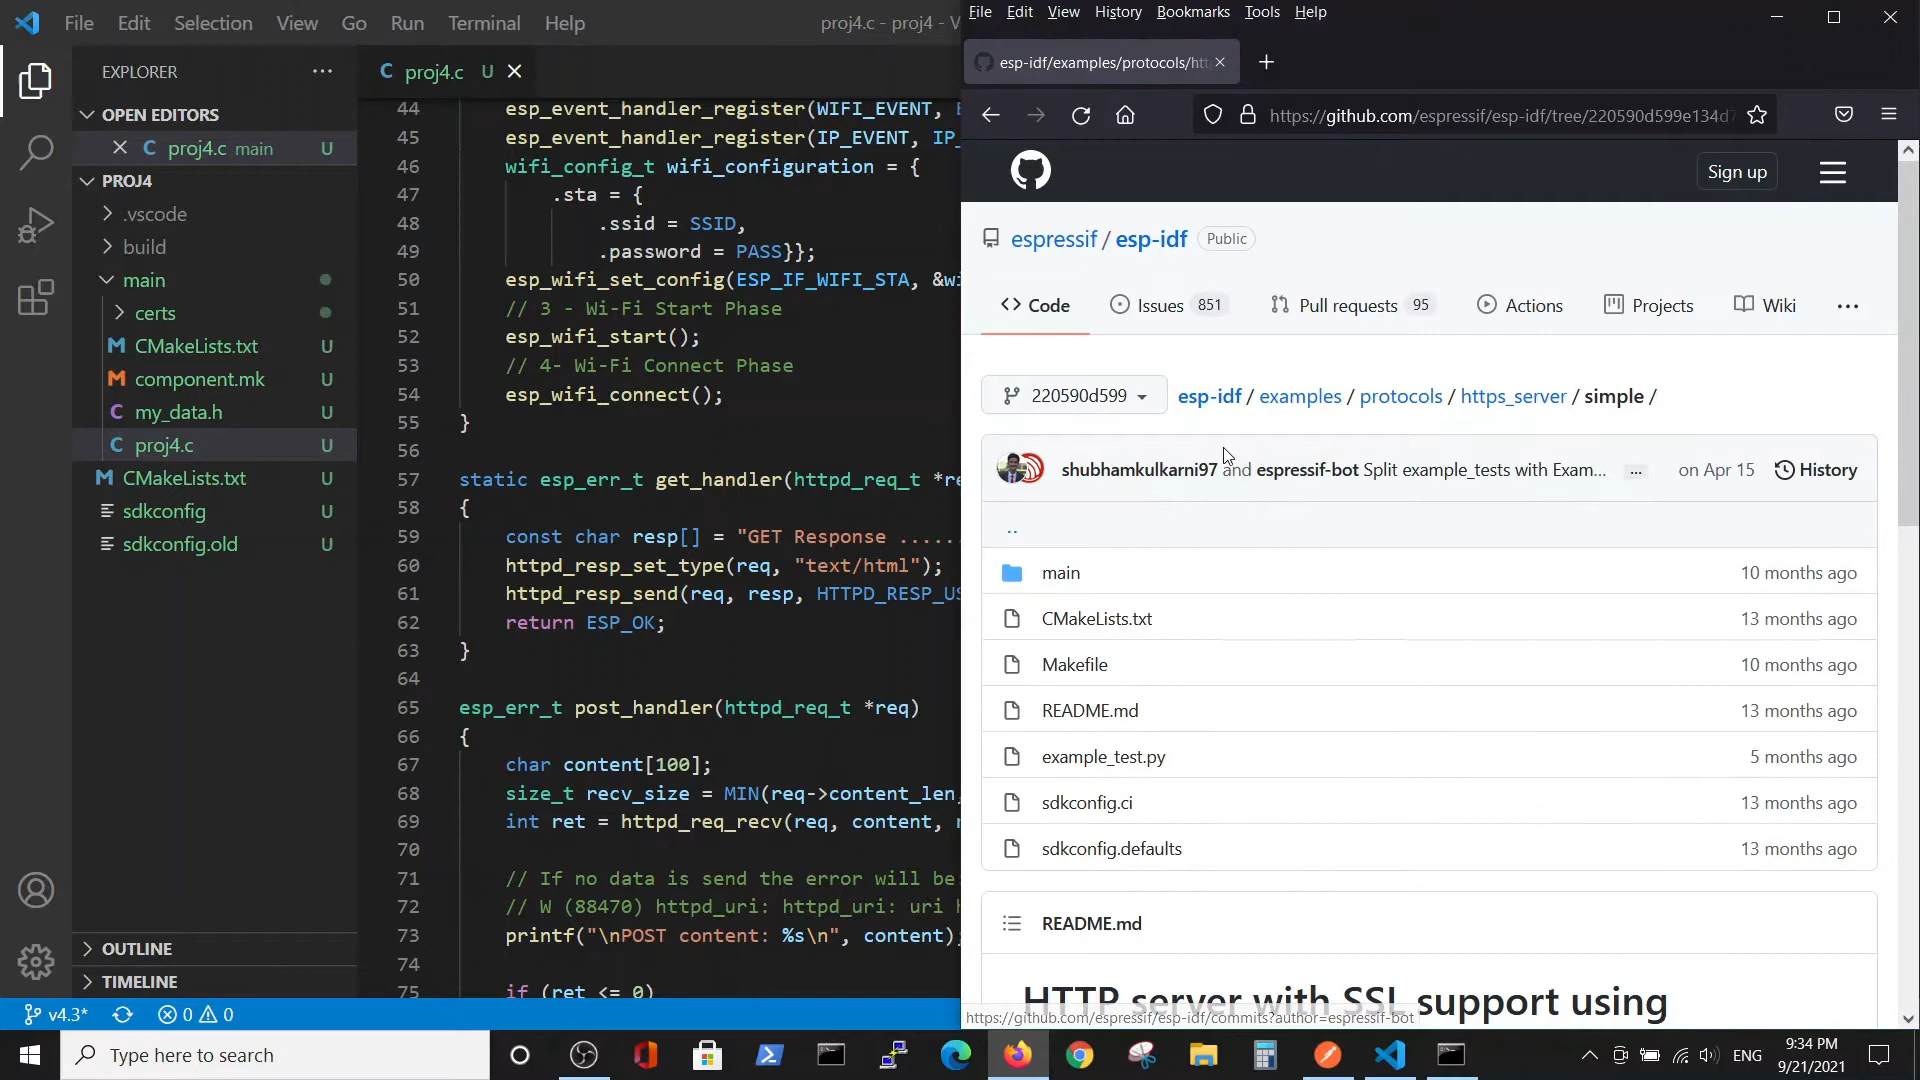 File Edit Selection View Go Run Terminal Help
proj4.c - proj4 - V
EXPLORER
OPEN EDITORS
proj4.c main U
PROJ4
.vscode
build
main
certs
CMakeLists.txt U
component.mk U
my_data.h U
proj4.c U
CMakeLists.txt U
sdkconfig U
sdkconfig.old U
OUTLINE
TIMELINE
v4.3* 0 0
proj4.c U
44 esp_event_handler_register(WIFI_EVENT,
45 esp_event_handler_register(IP_EVENT, IP_
46 wifi_config_t wifi_configuration = {
47 .sta = {
48 .ssid = SSID,
49 .password = PASS}};
50 esp_wifi_set_config(ESP_IF_WIFI_STA, &wi
51 // 3 - Wi-Fi Start Phase
52 esp_wifi_start();
53 // 4- Wi-Fi Connect Phase
54 esp_wifi_connect();
55 }
56
57 static esp_err_t get_handler(httpd_req_t *re
58 {
59 const char resp[] = "GET Response ......
60 httpd_resp_set_type(req, "text/html");
61 httpd_resp_send(req, resp, HTTPD_RESP_US
62 return ESP_OK;
63 }
64
65 esp_err_t post_handler(httpd_req_t *req)
66 {
67 char content[100];
68 size_t recv_size = MIN(req->content_len,
69 int ret = httpd_req_recv(req, content, r
70
71 // If no data is send the error will be:
72 // W (88470) httpd_uri: httpd_uri: uri h
73 printf("\nPOST content: %s\n", content);
74
75 if (ret <= 0)
File Edit View History Bookmarks Tools Help
esp-idf/examples/protocols/htt
https://github.com/espressif/esp-idf/tree/220590d599e134d7
Sign up
espressif / esp-idf Public
Code Issues 851 Pull requests 95 Actions Projects Wiki
220590d599 esp-idf / examples / protocols / https_server / simple /
shubhamkulkarni97 and espressif-bot Split example_tests with Exam... ... on Apr 15 History
..
main 10 months ago
CMakeLists.txt 13 months ago
Makefile 10 months ago
README.md 13 months ago
example_test.py 5 months ago
sdkconfig.ci 13 months ago
sdkconfig.defaults 13 months ago
README.md
HTTP server with SSL support using
https://github.com/espressif/esp-idf/commits?author=espressif-bot
Type here to search
ENG
9:34 PM
9/21/2021